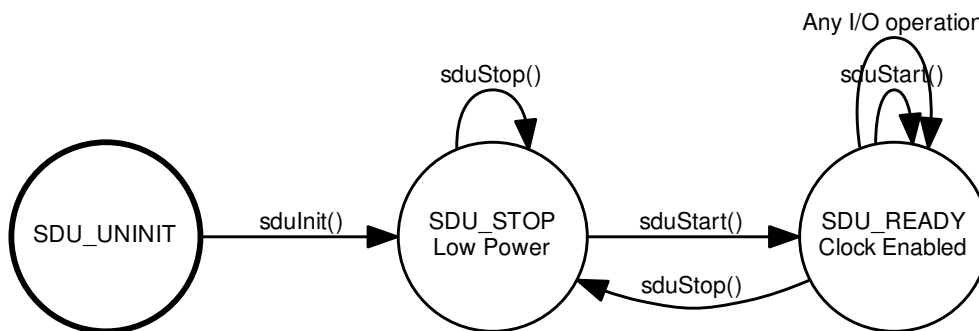 Any I/O operation
sduStop()
sduStart()
SDU_UNINIT
sduInit()
SDU_STOP
Low Power
sduStart()
SDU_READY
Clock Enabled
sduStop()